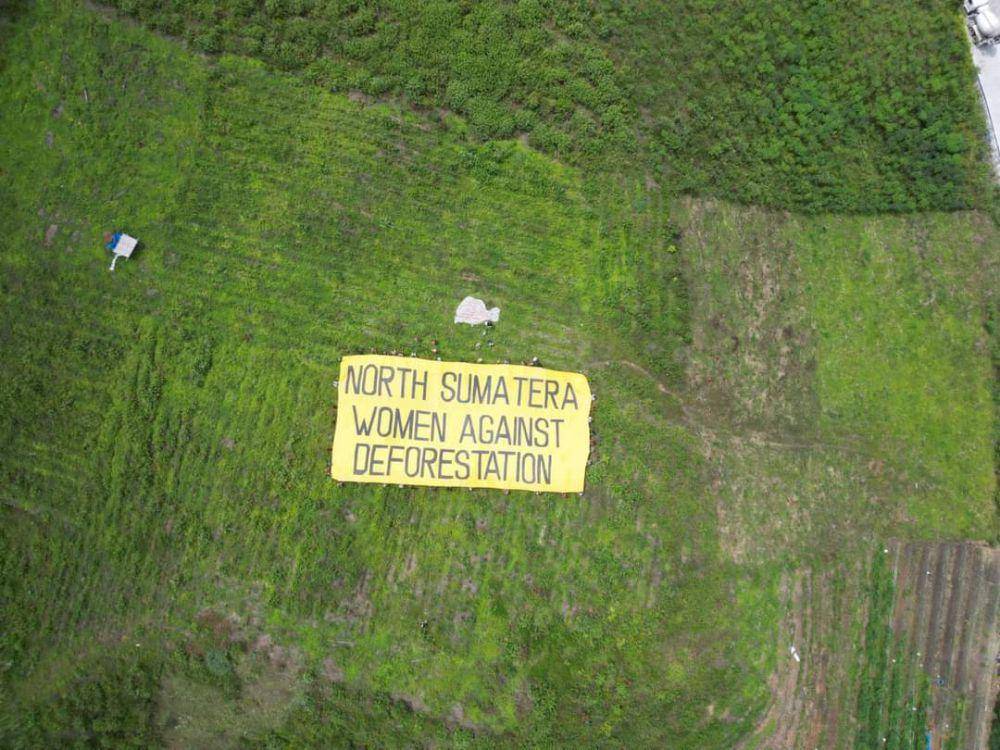 NORTH SUMATERA
WOMEN AGAINST
DEFORESTATION